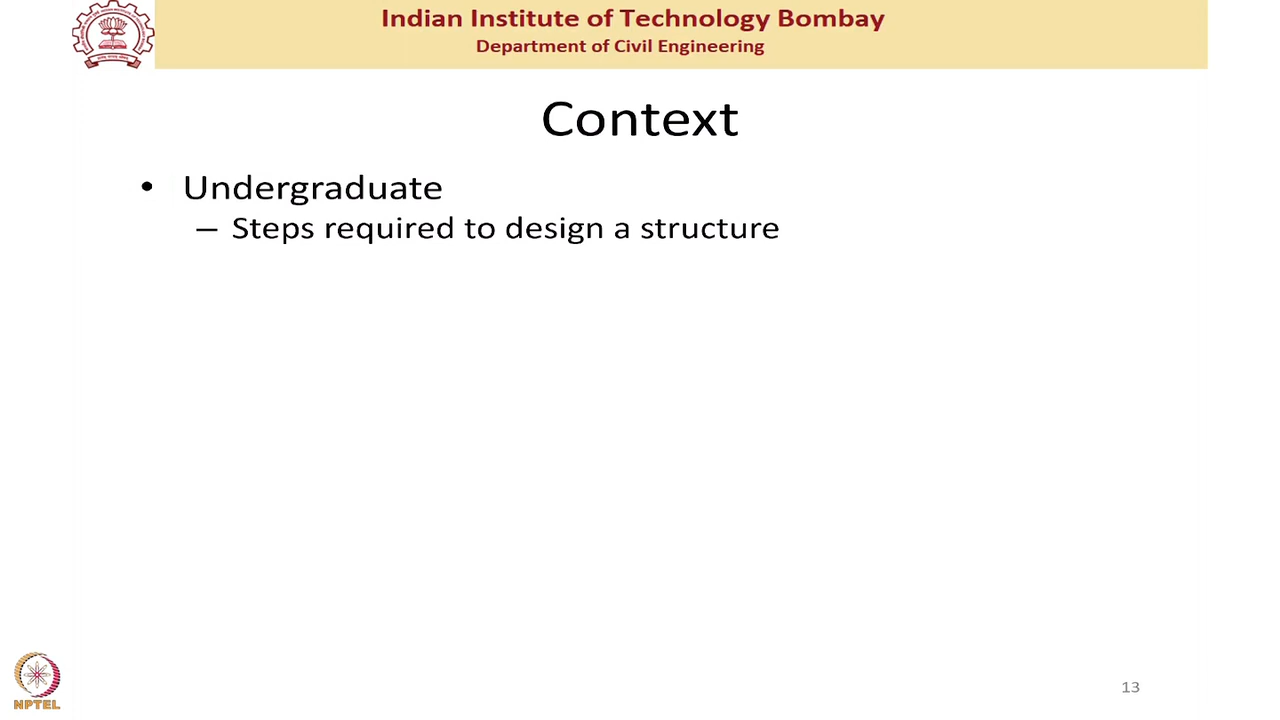 Indian Institute of Technology Bombay
Department of Civil Engineering
Context
• Undergraduate
– Steps required to design a structure
NPTEL
13